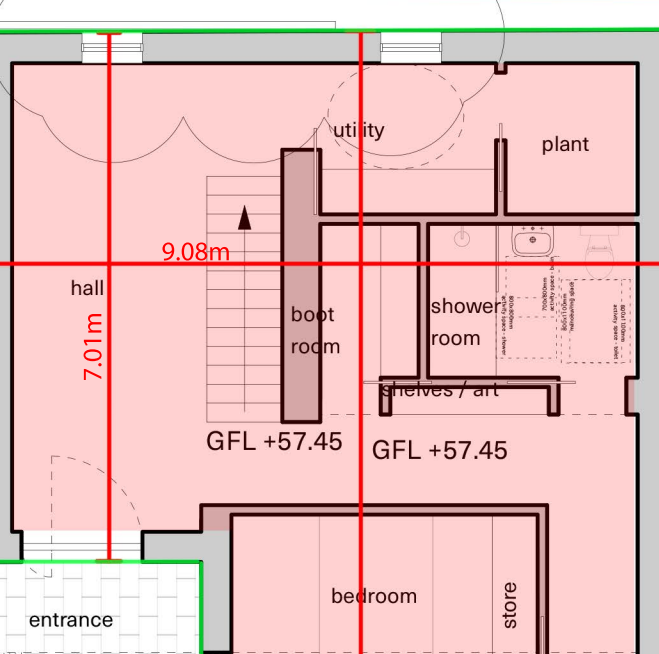 utility
plant
9.08m
hall
7.01m
boot
room
shower
room
shelves / art
GFL +57.45
GFL +57.45
bedroom
store
entrance